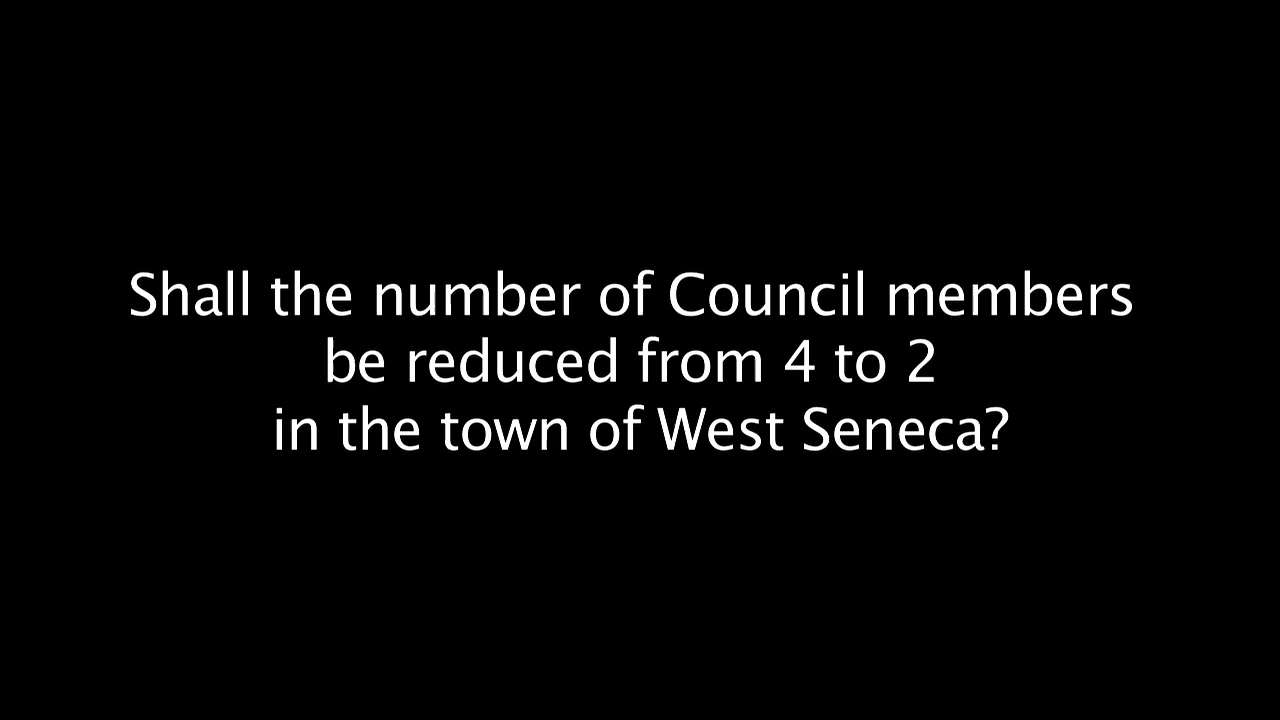 Shall the number of Council members
be reduced from 4 to 2
in the town of West Seneca?